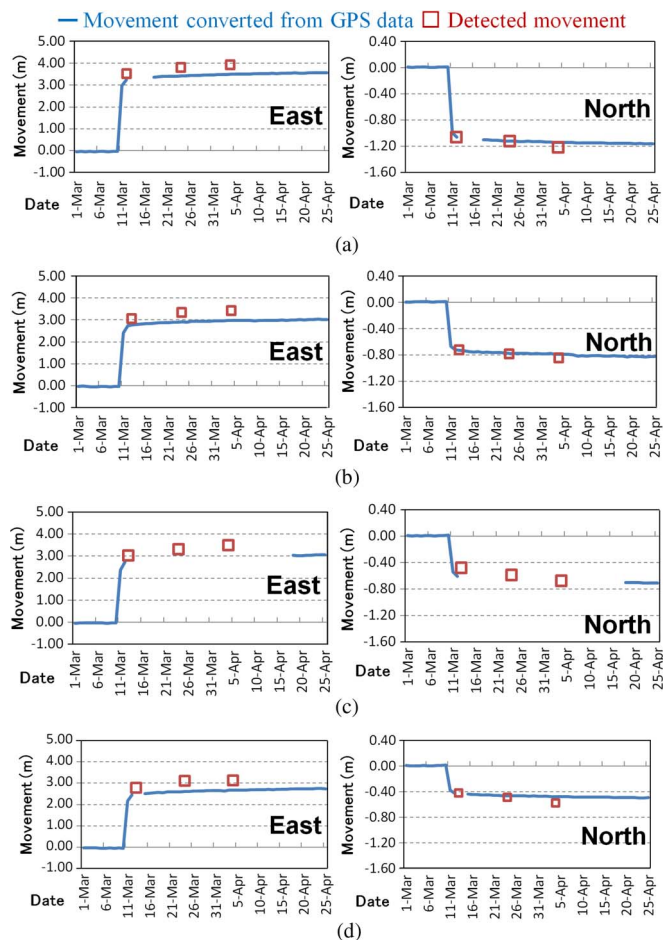 Movement converted from GPS data Detected movement
5.00
4.00
3.00
2.00
1.00
0.00
-1.00
Movement (m)
East
Date
1-Mar
6-Mar
11-Mar
16-Mar
21-Mar
26-Mar
31-Mar
5-Apr
10-Apr
15-Apr
20-Apr
25-Apr
0.40
0.00
-0.40
-0.80
-1.20
-1.60
Movement (m)
North
Date
1-Mar
6-Mar
11-Mar
16-Mar
21-Mar
26-Mar
31-Mar
5-Apr
10-Apr
15-Apr
20-Apr
25-Apr
(a)
5.00
4.00
3.00
2.00
1.00
0.00
-1.00
Movement (m)
East
Date
1-Mar
6-Mar
11-Mar
16-Mar
21-Mar
26-Mar
31-Mar
5-Apr
10-Apr
15-Apr
20-Apr
25-Apr
0.40
0.00
-0.40
-0.80
-1.20
-1.60
Movement (m)
North
Date
1-Mar
6-Mar
11-Mar
16-Mar
21-Mar
26-Mar
31-Mar
5-Apr
10-Apr
15-Apr
20-Apr
25-Apr
(b)
5.00
4.00
3.00
2.00
1.00
0.00
-1.00
Movement (m)
East
Date
1-Mar
6-Mar
11-Mar
16-Mar
21-Mar
26-Mar
31-Mar
5-Apr
10-Apr
15-Apr
20-Apr
25-Apr
0.40
0.00
-0.40
-0.80
-1.20
-1.60
Movement (m)
North
Date
1-Mar
6-Mar
11-Mar
16-Mar
21-Mar
26-Mar
31-Mar
5-Apr
10-Apr
15-Apr
20-Apr
25-Apr
(c)
5.00
4.00
3.00
2.00
1.00
0.00
-1.00
Movement (m)
East
Date
1-Mar
6-Mar
11-Mar
16-Mar
21-Mar
26-Mar
31-Mar
5-Apr
10-Apr
15-Apr
20-Apr
25-Apr
0.40
0.00
-0.40
-0.80
-1.20
-1.60
Movement (m)
North
Date
1-Mar
6-Mar
11-Mar
16-Mar
21-Mar
26-Mar
31-Mar
5-Apr
10-Apr
15-Apr
20-Apr
25-Apr
(d)